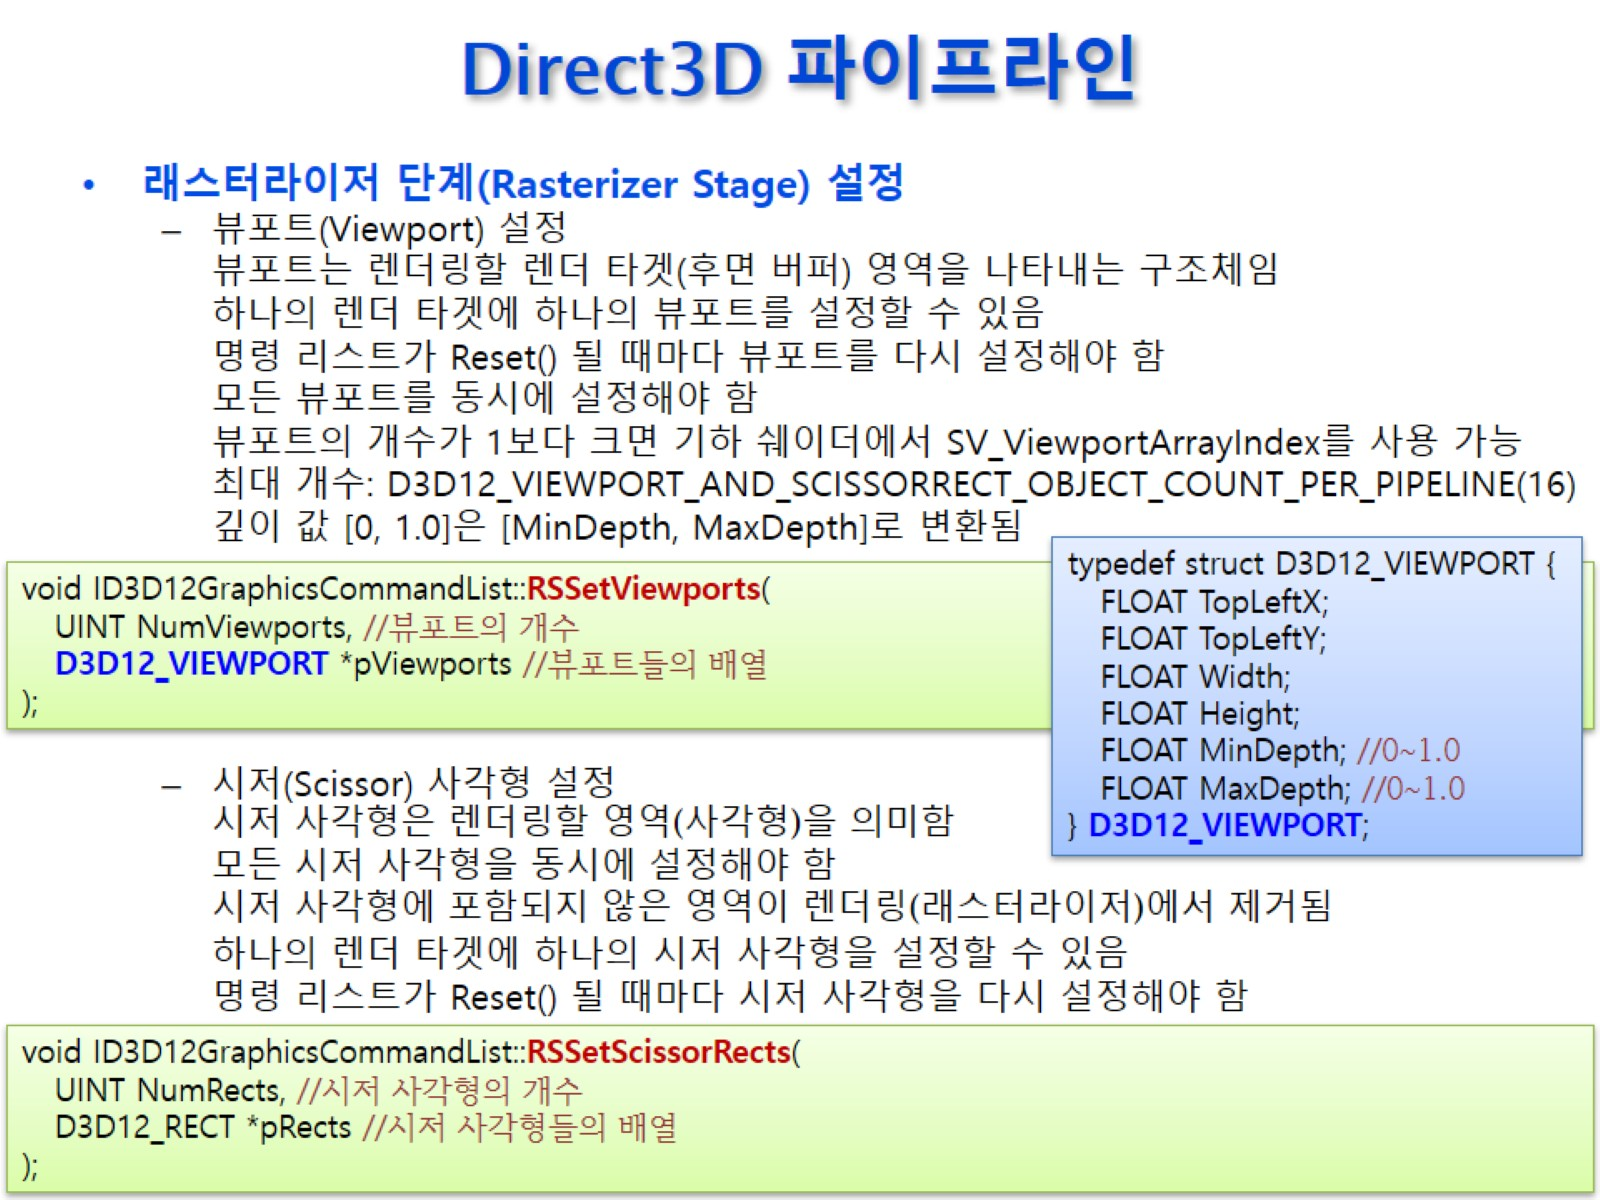 Direct3D 파이프라인
• 래스터라이저 단계(Rasterizer Stage) 설정
– 뷰포트(Viewport) 설정
뷰포트는 렌더링할 렌더 타겟(후면 버퍼) 영역을 나타내는 구조체임
하나의 렌더 타겟에 하나의 뷰포트를 설정할 수 있음
명령 리스트가 Reset() 될 때마다 뷰포트를 다시 설정해야 함
모든 뷰포트를 동시에 설정해야 함
뷰포트의 개수가 1보다 크면 기하 쉐이더에서 SV_ViewportArrayIndex를 사용 가능
최대 개수: D3D12_VIEWPORT_AND_SCISSORRECT_OBJECT_COUNT_PER_PIPELINE(16)
깊이 값 [0, 1.0]은 [MinDepth, MaxDepth]로 변환됨
void ID3D12GraphicsCommandList::RSSetViewports(
UINT NumViewports, //뷰포트의 개수
D3D12_VIEWPORT *pViewports //뷰포트들의 배열
);
typedef struct D3D12_VIEWPORT {
FLOAT TopLeftX;
FLOAT TopLeftY;
FLOAT Width;
FLOAT Height;
FLOAT MinDepth; //0~1.0
FLOAT MaxDepth; //0~1.0
} D3D12_VIEWPORT;
– 시저(Scissor) 사각형 설정
시저 사각형은 렌더링할 영역(사각형)을 의미함
모든 시저 사각형을 동시에 설정해야 함
시저 사각형에 포함되지 않은 영역이 렌더링(래스터라이저)에서 제거됨
하나의 렌더 타겟에 하나의 시저 사각형을 설정할 수 있음
명령 리스트가 Reset() 될 때마다 시저 사각형을 다시 설정해야 함
void ID3D12GraphicsCommandList::RSSetScissorRects(
UINT NumRects, //시저 사각형의 개수
D3D12_RECT *pRects //시저 사각형들의 배열
);